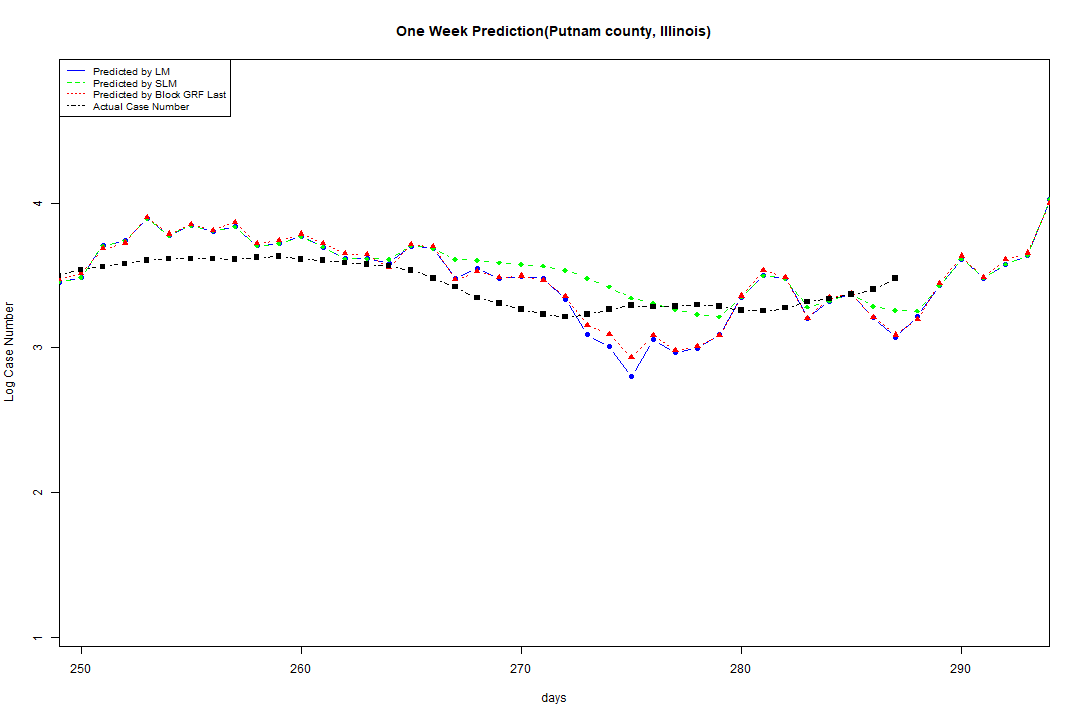 One Week Prediction(Putnam county, Illinois)
Predicted by LM
Predicted by SLM
Predicted by Block GRF Last
Actual Case Number
Log Case Number
4
3
2
1
250 260 270 280 290
days